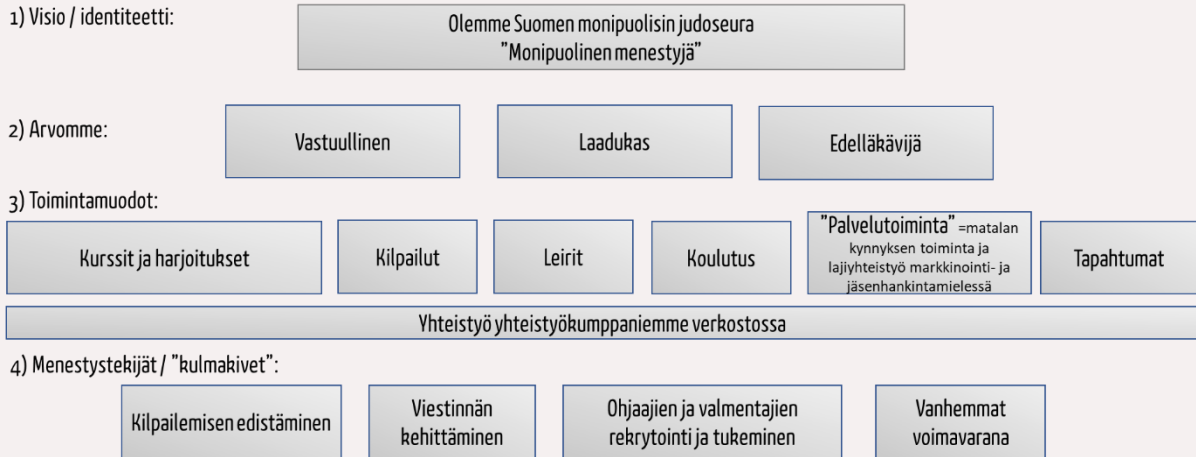 1) Visio / identiteetti:
Olemme Suomen monipuolisin judoseura
"Monipuolinen menestyjä"
2) Arvomme:
Vastuullinen
Laadukas
Edelläkävijä
3) Toimintamuodot:
Kurssit ja harjoitukset
Kilpailut
Leirit
Koulutus
"Palvelutoiminta" =matalan
kynnyksen toiminta ja
lajiyhteistyö markkinointi- ja
jäsenhankintamielessä
Tapahtumat
Yhteistyö yhteistyökumppaniemme verkostossa
4) Menestystekijät / "kulmakivet":
Kilpailemisen edistäminen
Viestinnän
kehittäminen
Ohjaajien ja valmentajien
rekrytointi ja tukeminen
Vanhemmat
voimavarana